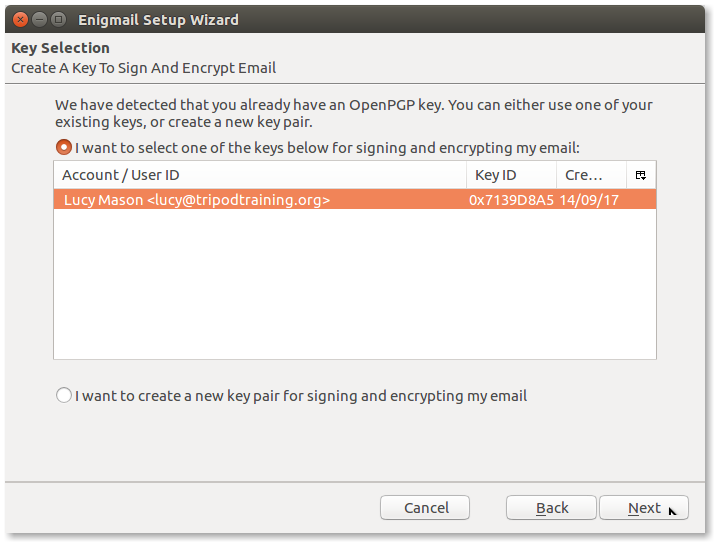 Enigmail Setup Wizard
Key Selection
Create A Key To Sign And Encrypt Email
We have detected that you already have an OpenPGP key. You can either use one of your
existing keys, or create a new key pair.
I want to select one of the keys below for signing and encrypting my email:
Account / User ID Key ID Cre...
Lucy Mason <lucy@tripodtraining.org> 0x7139D8A5 14/09/17
I want to create a new key pair for signing and encrypting my email
Cancel Back Next